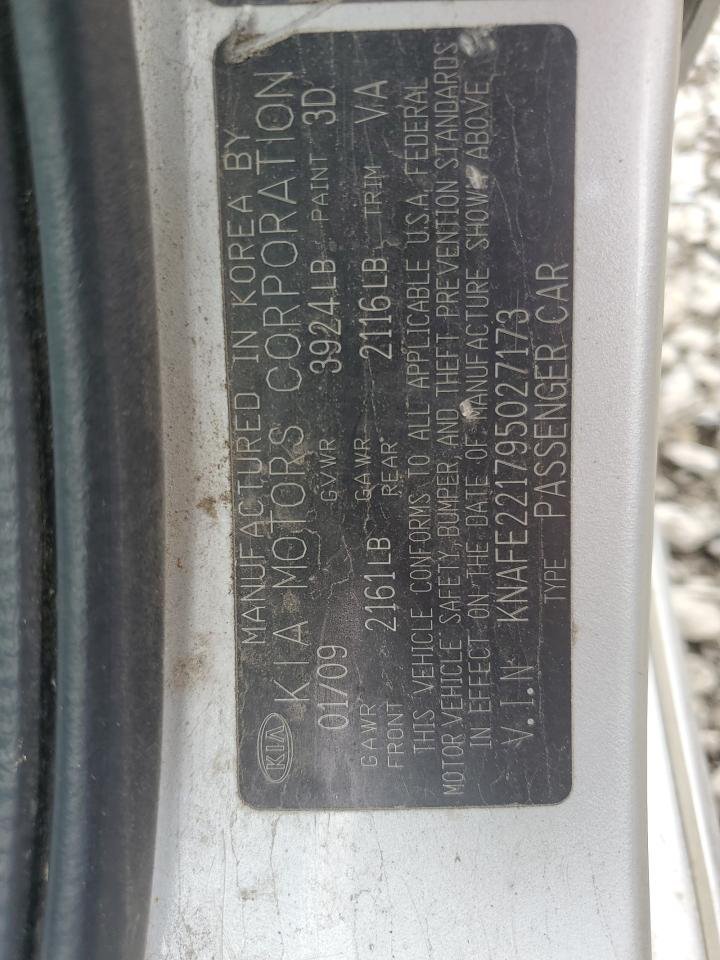 MANUFACTURED IN KOREA BY
KIA KIA MOTORS CORPORATION
01/09 GVWR 3924LB PAINT 3D
GAWR FRONT 2161LB GAWR REAR 2116LB TRIM VA
THIS VEHICLE CONFORMS TO ALL APPLICABLE U.S.A. FEDERAL
MOTOR VEHICLE SAFETY, BUMPER AND THEFT PREVENTION STANDARDS
IN EFFECT ON THE DATE OF MANUFACTURE SHOWN ABOVE
V.I.N KNAFE221795027173
TYPE PASSENGER CAR